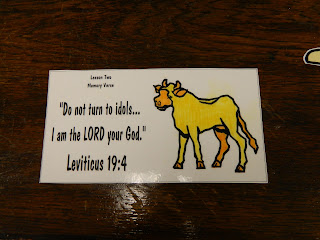 Lesson Two
Memory Verse
"Do not turn to idols...
I am the LORD your God."
Leviticus 19:4